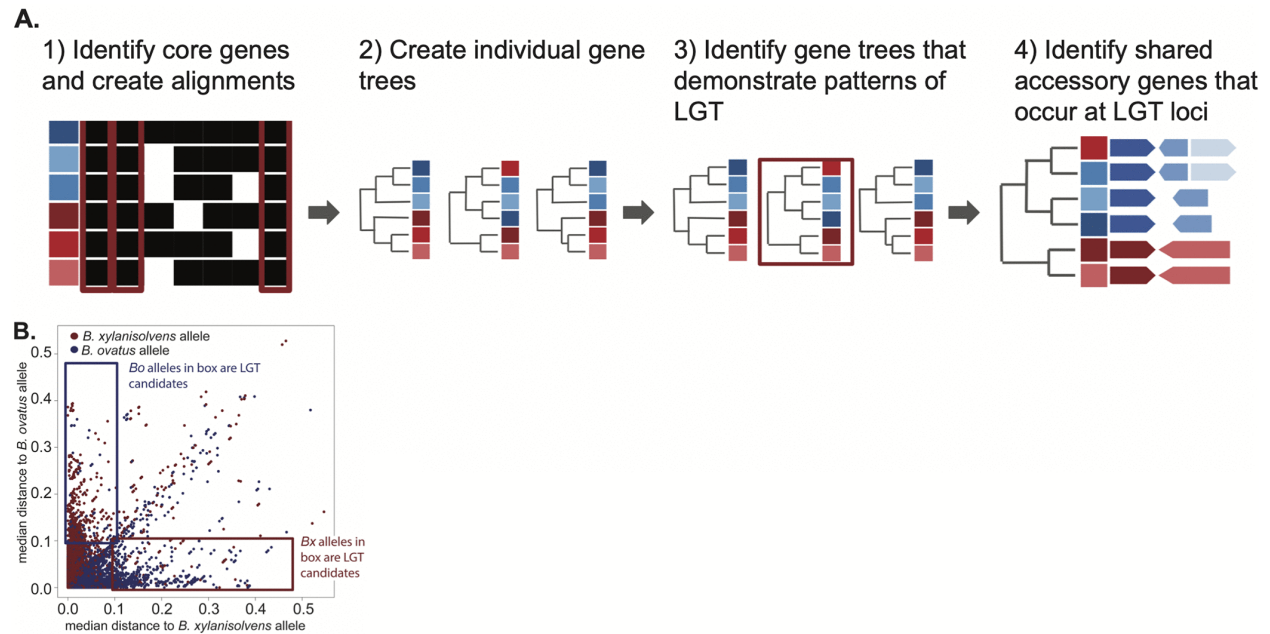 A.
1) Identify core genes
and create alignments
2) Create individual gene
trees
3) Identify gene trees that
demonstrate patterns of
LGT
4) Identify shared
accessory genes that
occur at LGT loci
B.
B. xylanisolvens allele
B. ovatus allele
Bo alleles in box are LGT
candidates
Bx alleles in
box are LGT
candidates
median distance to B. ovatus allele
0.5
0.4
0.3
0.2
0.1
0.0
0.0 0.1 0.2 0.3 0.4 0.5
median distance to B. xylanisolvens allele